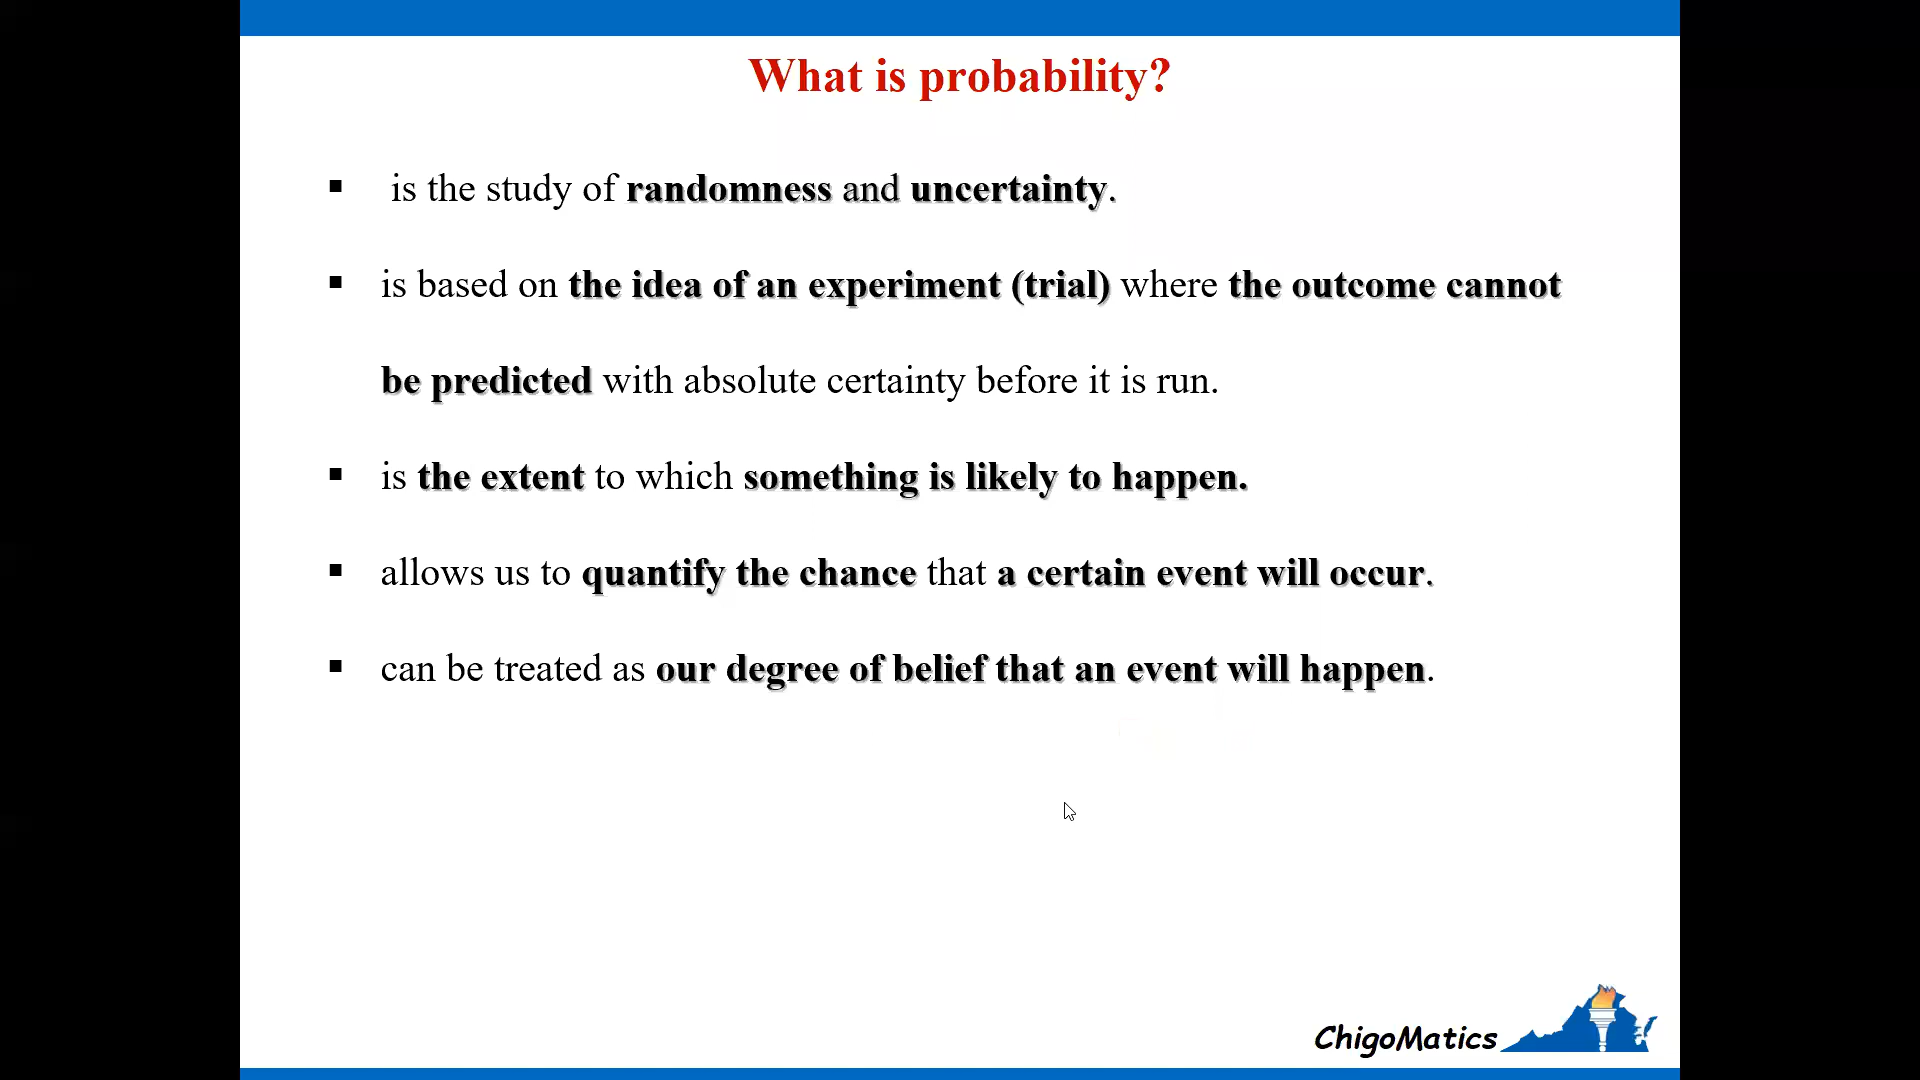 What is probability?
▪ is the study of randomness and uncertainty.
▪ is based on the idea of an experiment (trial) where the outcome cannot
be predicted with absolute certainty before it is run.
▪ is the extent to which something is likely to happen.
▪ allows us to quantify the chance that a certain event will occur.
▪ can be treated as our degree of belief that an event will happen.
ChigoMatics